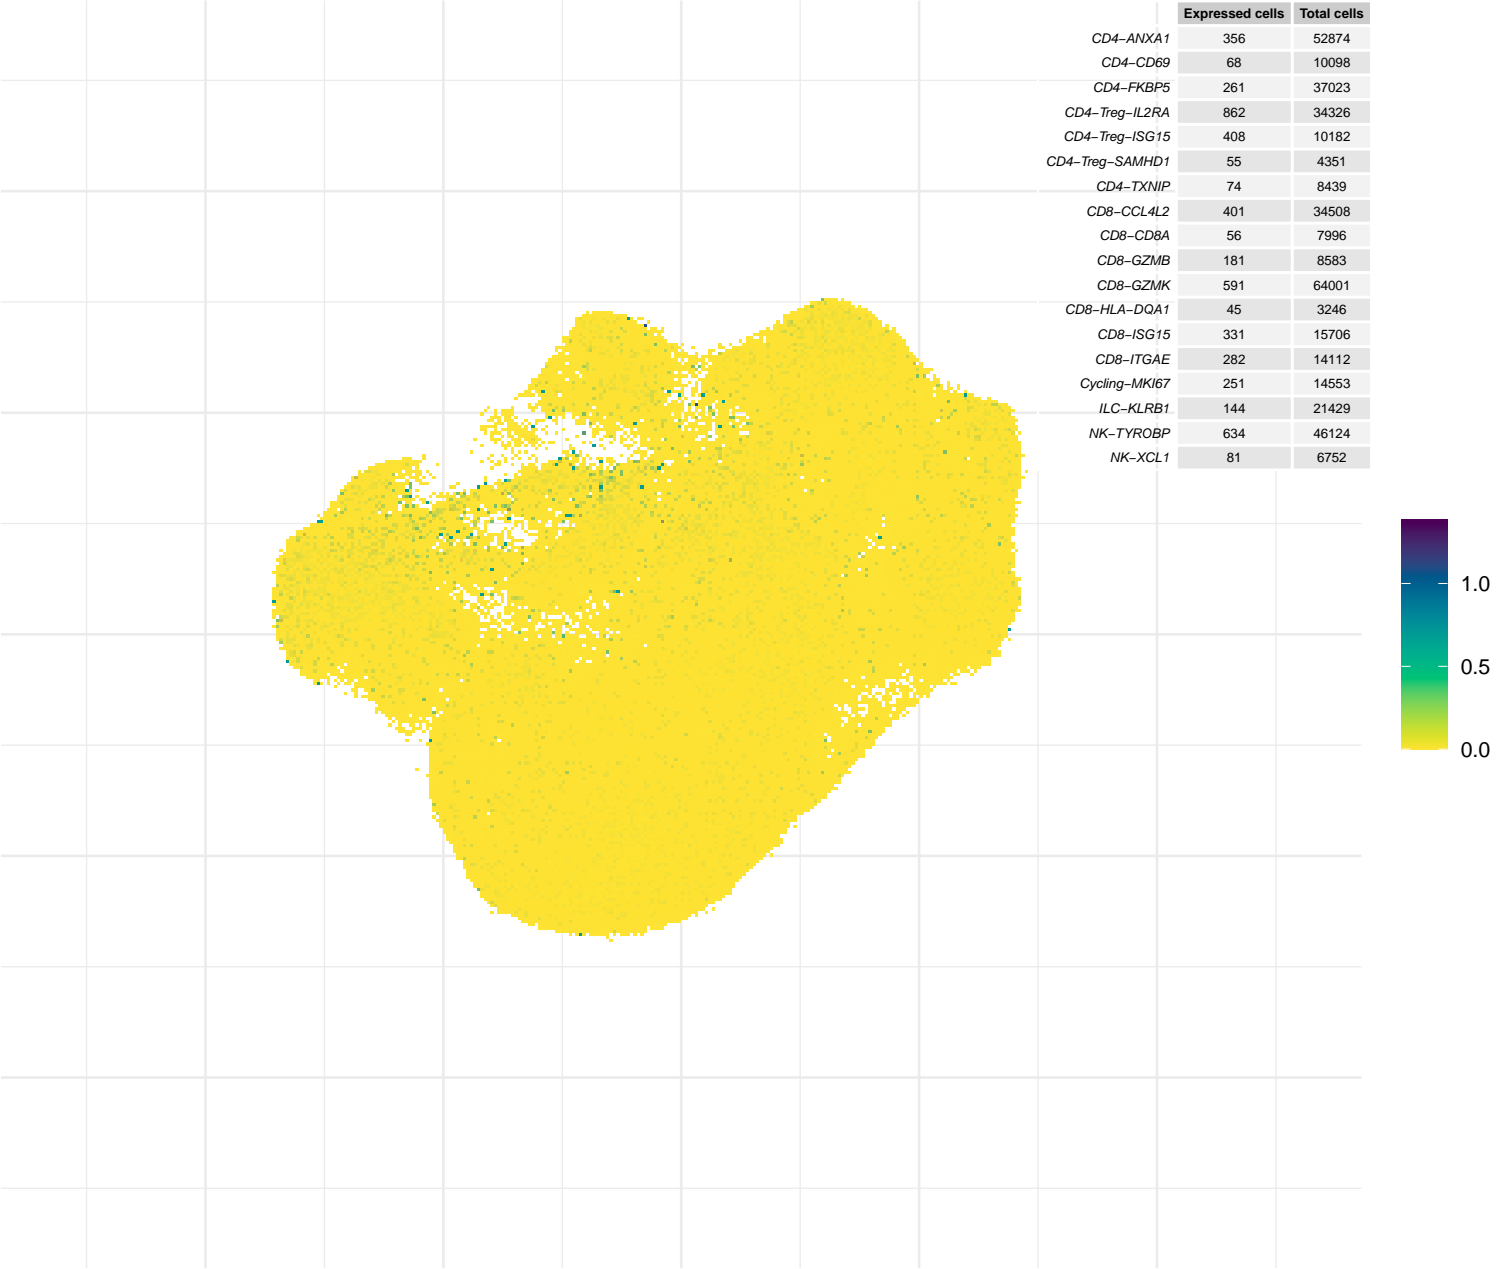 Expressed cells Total cells
CD4−ANXA1 356 52874
CD4−CD69 68 10098
CD4−FKBP5 261 37023
CD4−Treg−IL2RA 862 34326
CD4−Treg−ISG15 408 10182
CD4−Treg−SAMHD1 55 4351
CD4−TXNIP 74 8439
CD8−CCL4L2 401 34508
CD8−CD8A 56 7996
CD8−GZMB 181 8583
CD8−GZMK 591 64001
CD8−HLA−DQA1 45 3246
CD8−ISG15 331 15706
CD8−ITGAE 282 14112
Cycling−MKI67 251 14553
ILC−KLRB1 144 21429
NK−TYROBP 634 46124
NK−XCL1 81 6752
1.0
0.5
0.0